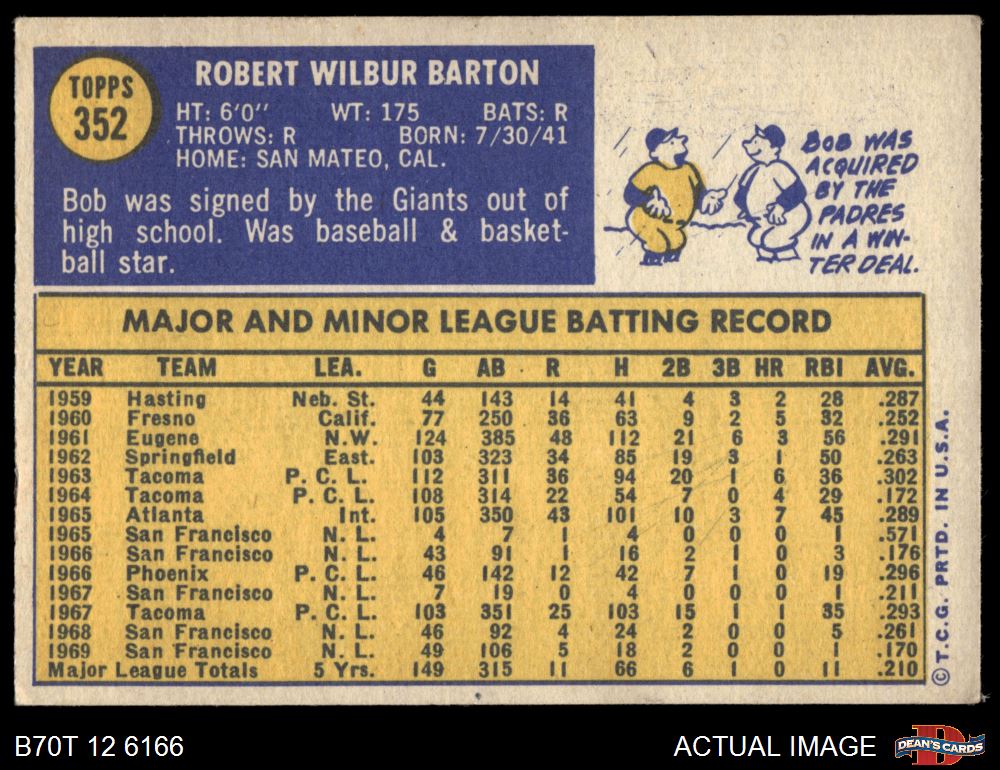 TOPPS
352
ROBERT WILBUR BARTON
HT: 6'0" WT: 175 BATS: R
THROWS: R BORN: 7/30/41
HOME: SAN MATEO, CAL.
Bob was signed by the Giants out of
high school. Was baseball & basket-
ball star.
BOB WAS
ACQUIRED
BY THE
PADRES
IN A WIN-
TER DEAL.
MAJOR AND MINOR LEAGUE BATTING RECORD
YEAR TEAM LEA. G AB R H 2B 3B HR RBI AVG.
1959 Hasting Neb. St. 44 143 14 41 4 3 2 28 .287
1960 Fresno Calif. 77 250 36 63 9 2 5 32 .252
1961 Eugene N.W. 124 385 48 112 21 6 3 56 .291
1962 Springfield East. 103 323 34 85 19 3 1 50 .263
1963 Tacoma P. C. L. 112 311 36 94 20 1 6 36 .302
1964 Tacoma P. C. L. 108 314 22 54 7 0 4 29 .172
1965 Atlanta Int. 105 350 43 101 10 3 7 45 .289
1965 San Francisco N. L. 4 7 1 4 0 0 0 1 .571
1966 San Francisco N. L. 43 91 1 16 2 1 0 3 .176
1966 Phoenix P. C. L. 46 142 12 42 7 1 0 19 .296
1967 San Francisco N. L. 7 19 0 4 0 0 0 1 .211
1967 Tacoma P. C. L. 103 351 25 103 15 1 1 35 .293
1968 San Francisco N. L. 46 92 4 24 2 0 0 5 .261
1969 San Francisco N. L. 49 106 5 18 2 0 0 1 .170
Major League Totals 5 Yrs. 149 315 11 66 6 1 0 11 .210
© T.C.G. PRTD. IN U.S.A.
B70T 12 6166
ACTUAL IMAGE
D
DEAN'S CARDS